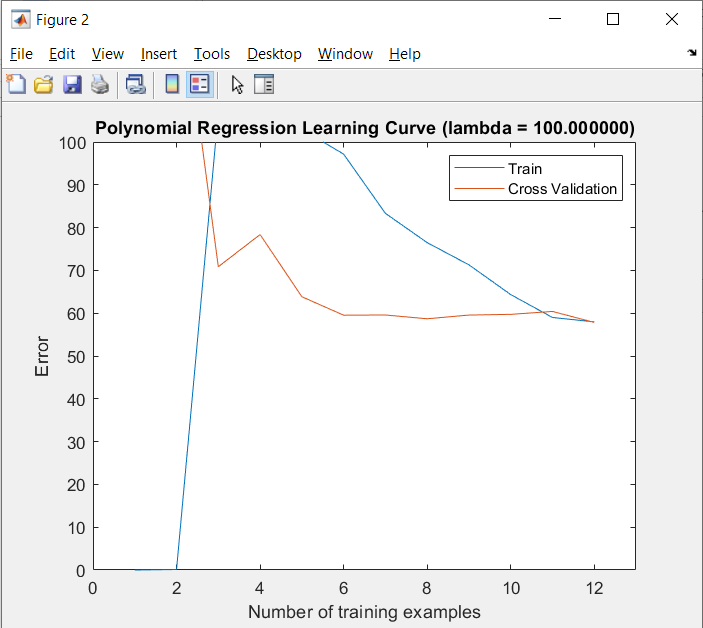 Figure 2
File Edit View Insert Tools Desktop Window Help
Polynomial Regression Learning Curve (lambda = 100.000000)
100
90
80
70
60
50
40
30
20
10
0
Error
Train
Cross Validation
0 2 4 6 8 10 12
Number of training examples